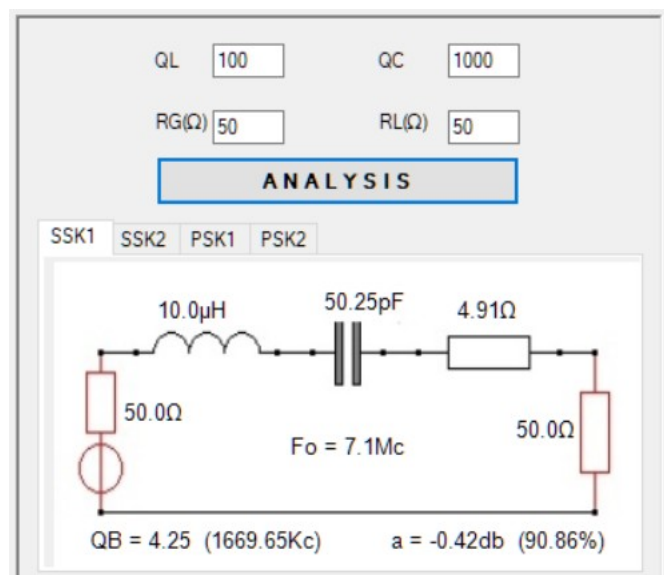 QL 100 QC 1000
RG(Ω) 50 RL(Ω) 50
ANALYSIS
SSK1 SSK2 PSK1 PSK2
10.0µH 50.25pF 4.91Ω
50.0Ω 50.0Ω
Fo = 7.1Mc
QB = 4.25 (1669.65Kc) a = -0.42db (90.86%)